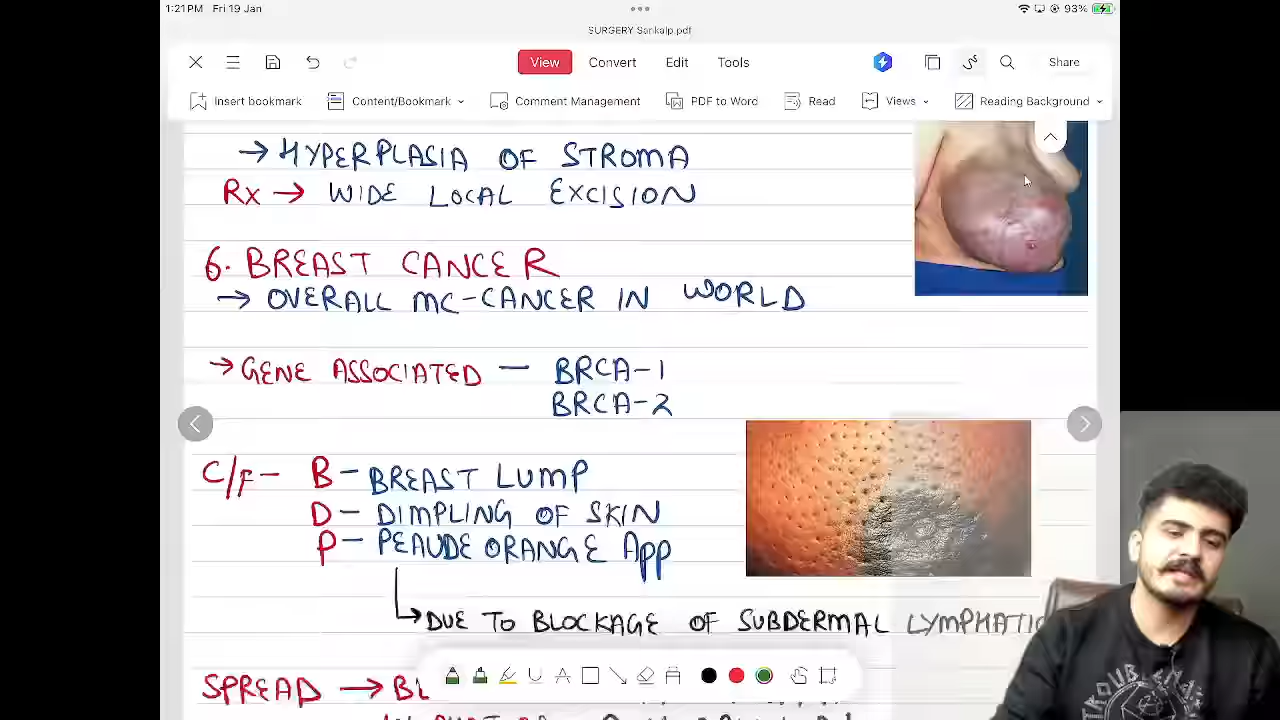 1:21PM Fri 19 Jan
93%
SURGERY Sankalp.pdf
View Convert Edit Tools Share
Insert bookmark Content/Bookmark Comment Management PDF to Word Read Views Reading Background
→ HYPERPLASIA OF STROMA
Rx → WIDE LOCAL EXCISION
6. BREAST CANCER
→ OVERALL MC-CANCER IN WORLD
→ GENE ASSOCIATED — BRCA-1
BRCA-2
C/F— B — BREAST LUMP
D — DIMPLING OF SKIN
P — PEAUDE ORANGE APP
DUE TO BLOCKAGE OF SUBDERMAL LYMPHATIC
SPREAD → BL